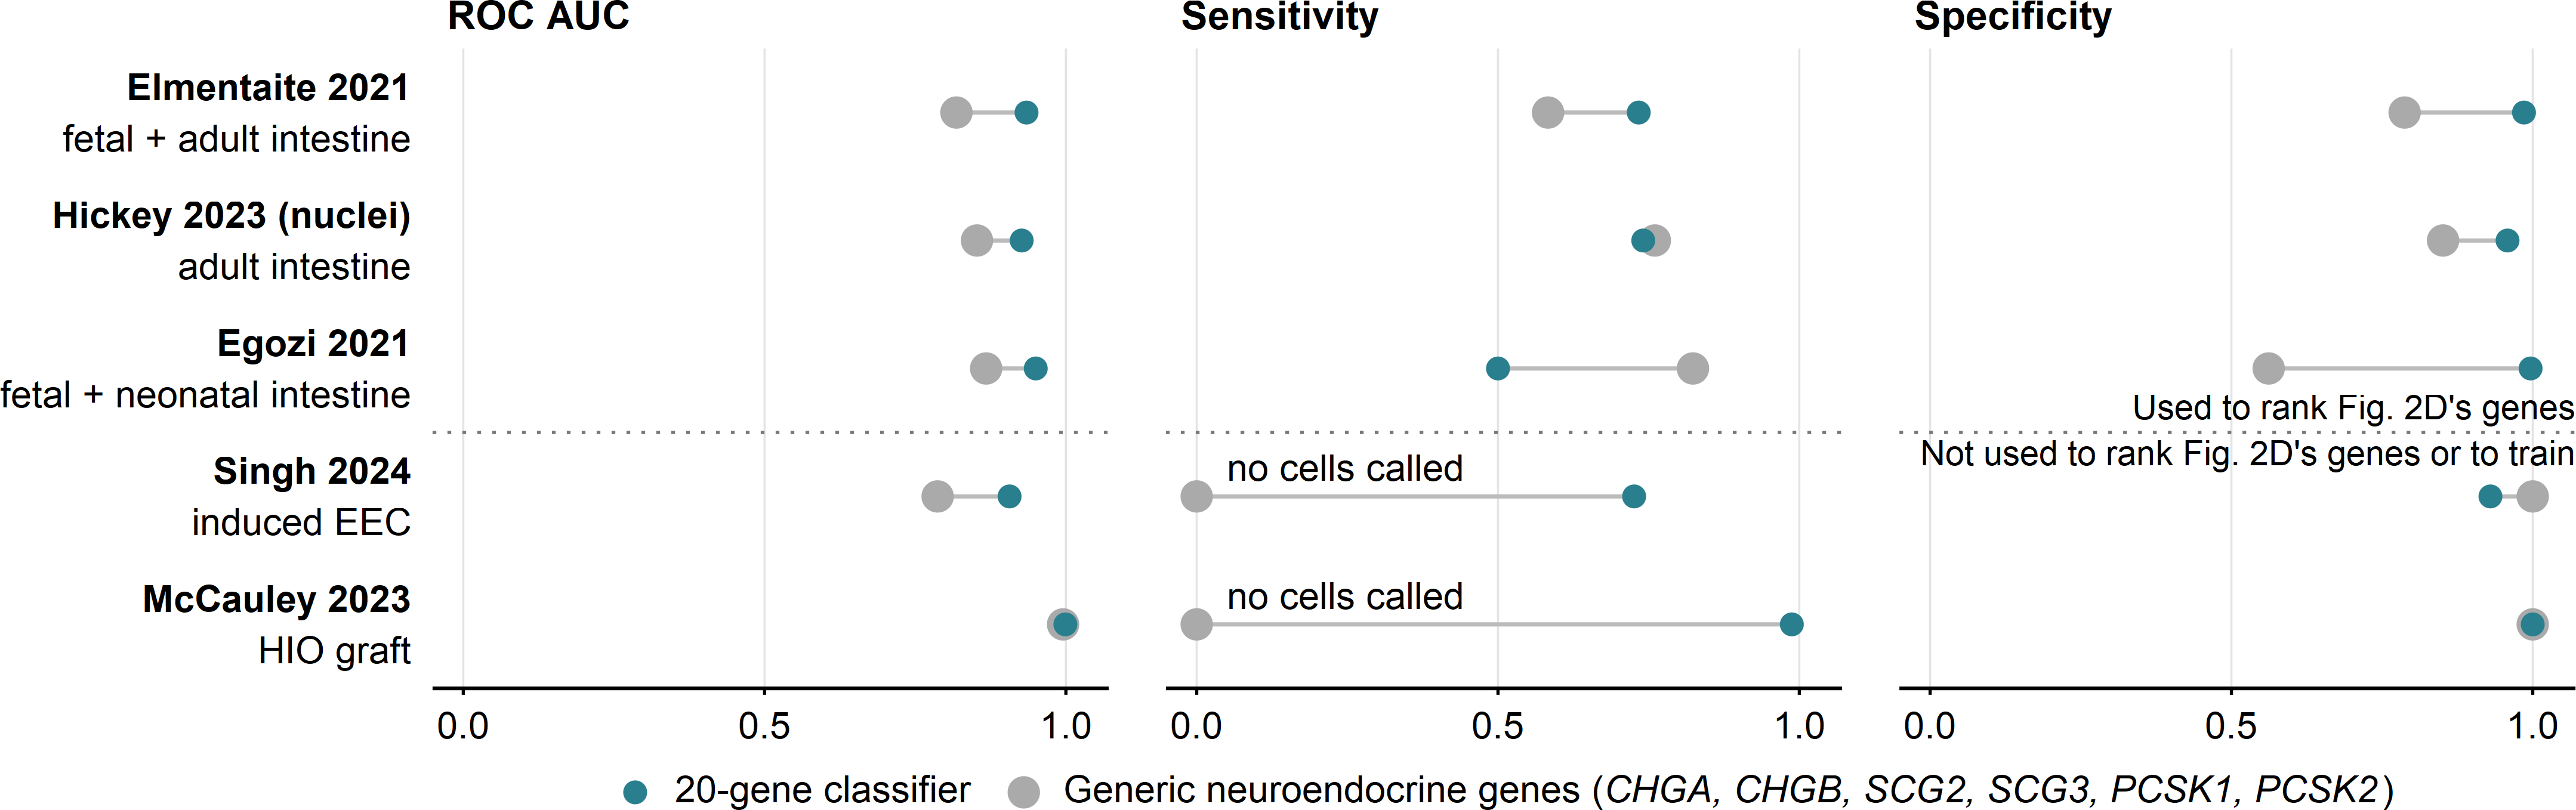 ROC AUC
Sensitivity
Specificity
Elmentaite 2021
fetal + adult intestine
Hickey 2023 (nuclei)
adult intestine
Egozi 2021
fetal + neonatal intestine
Used to rank Fig. 2D's genes
Not used to rank Fig. 2D's genes or to train
Singh 2024
induced EEC
no cells called
McCauley 2023
HIO graft
no cells called
0.0 0.5 1.0
0.0 0.5 1.0
0.0 0.5 1.0
20-gene classifier
Generic neuroendocrine genes (CHGA, CHGB, SCG2, SCG3, PCSK1, PCSK2)